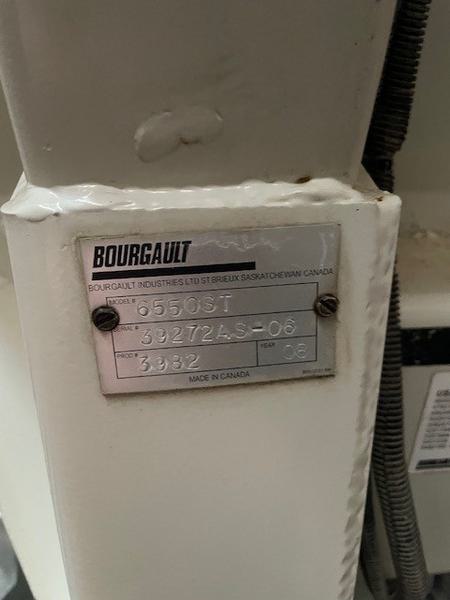 BOURGAULT
BOURGAULT INDUSTRIES LTD ST.BRIEUX SASKATCHEWAN CANADA
MODEL # 6550ST
SERIAL # 39272AS-06
PROD # 3982 YEAR 08
MADE IN CANADA